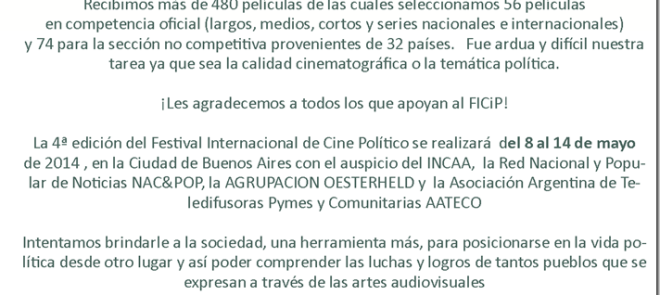 Recibimos más de 480 películas de las cuales seleccionamos 56 películas
en competencia oficial (largos, medios, cortos y series nacionales e internacionales)
y 74 para la sección no competitiva provenientes de 32 países. Fue ardua y difícil nuestra
tarea ya que sea la calidad cinematográfica o la temática política.
¡Les agradecemos a todos los que apoyan al FICiP!
La 4ª edición del Festival Internacional de Cine Político se realizará del 8 al 14 de mayo
de 2014 , en la Ciudad de Buenos Aires con el auspicio del INCAA, la Red Nacional y Popu-
lar de Noticias NAC&POP, la AGRUPACION OESTERHELD y la Asociación Argentina de Te-
ledifusoras Pymes y Comunitarias AATECO
Intentamos brindarle a la sociedad, una herramienta más, para posicionarse en la vida po-
lítica desde otro lugar y así poder comprender las luchas y logros de tantos pueblos que se
expresan a través de las artes audiovisuales